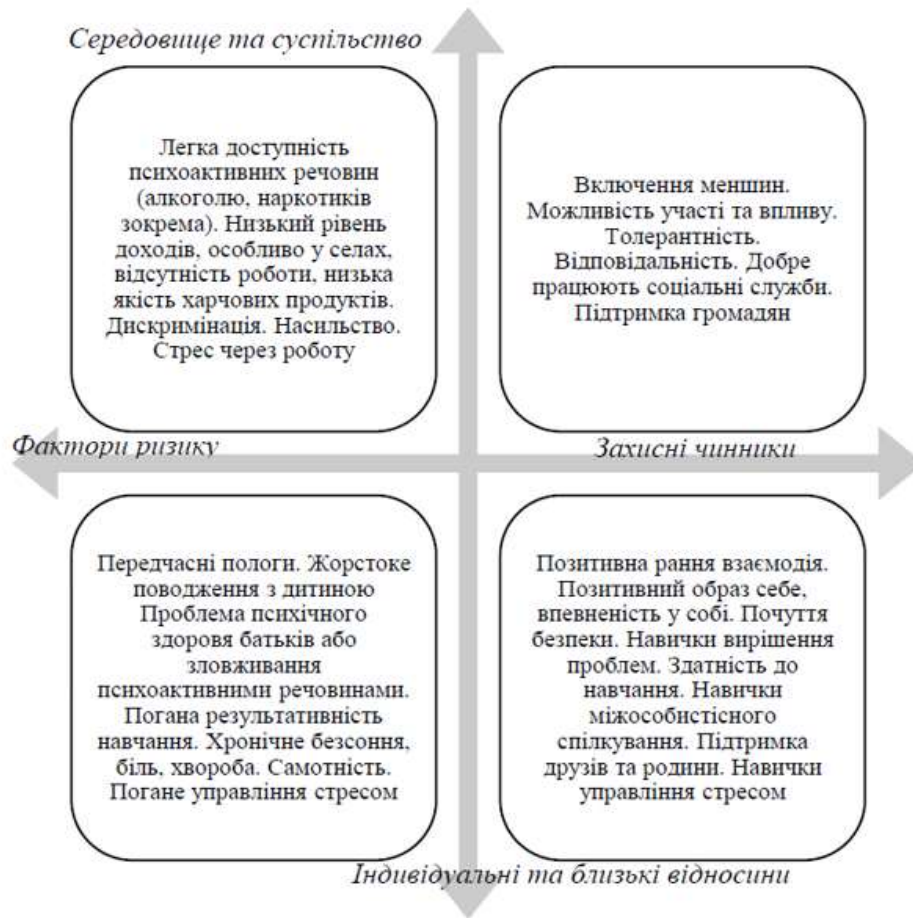 Середовище та суспільство
Легка доступність
психоактивних речовин
(алкоголю, наркотиків
зокрема). Низький рівень
доходів, особливо у селах,
відсутність роботи, низька
якість харчових продуктів.
Дискримінація. Насильство.
Стрес через роботу
Включення меншин.
Можливість участі та впливу.
Толерантність.
Відповідальність. Добре
працюють соціальні служби.
Підтримка громадян
Фактори ризику
Захисні чинники
Передчасні пологи. Жорстоке
поводження з дитиною
Проблема психічного
здоровя батьків або
зловживання
психоактивними речовинами.
Погана результативність
навчання. Хронічне безсоння,
біль, хвороба. Самотність.
Погане управління стресом
Позитивна рання взаємодія.
Позитивний образ себе,
впевненість у собі. Почуття
безпеки. Навички вирішення
проблем. Здатність до
навчання. Навички
міжособистісного
спілкування. Підтримка
друзів та родини. Навички
управління стресом
Індивідуальні та близькі відносини